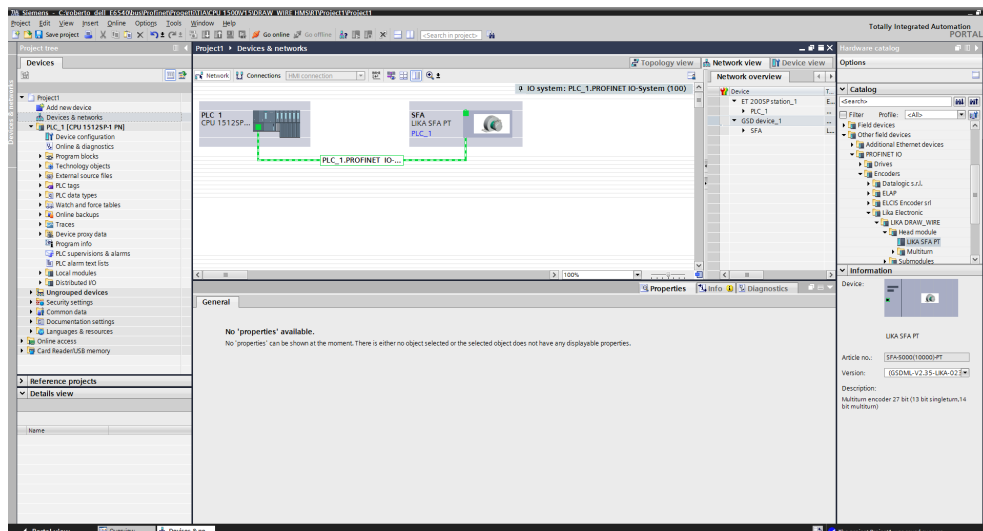 Siemens - C:\roberto_dell_E6540\bus\Profinet\Progetti\TIA\CPU 1500\V15\DRAW_WIRE HMS\RT\Project1\Project1
Project Edit View Insert Online Options Tools Window Help
Totally Integrated Automation
PORTAL
Save project Go online Go offline <Search in project>
Project tree
Project1 Devices & networks
Hardware catalog
Devices
Topology view Network view Device view
Options
Network Connections HMI connection
Network overview
IO system: PLC_1.PROFINET IO-System (100)
Device
ET 200SP station_1
PLC_1
GSD device_1
SFA
Catalog
<Search>
Filter Profile: <All>
Field devices
Other field devices
Additional Ethernet devices
PROFINET IO
Drives
Encoders
Datalogic s.r.l.
ELAP
ELCIS Encoder srl
Lika Electronic
LIKA DRAW_WIRE
Head module
LIKA SFA PT
Multiturn
Submodules
Devices & networks
Project1
Add new device
Devices & networks
PLC_1 [CPU 1512SP-1 PN]
Device configuration
Online & diagnostics
Program blocks
Technology objects
External source files
PLC tags
PLC data types
Watch and force tables
Online backups
Traces
Device proxy data
Program info
PLC supervisions & alarms
PLC alarm text lists
Local modules
Distributed I/O
Ungrouped devices
Security settings
Common data
Documentation settings
Languages & resources
Online access
Card Reader/USB memory
PLC 1
CPU 1512SP...
SFA
LIKA SFA PT
PLC_1
PLC_1.PROFINET IO-...
100%
Properties Info Diagnostics
General
No 'properties' available.
No 'properties' can be shown at the moment. There is either no object selected or the selected object does not have any displayable properties.
Information
Device:
LIKA SFA PT
Article no.: SFA-5000(10000)-PT
Version: (GSDML-V2.35-LIKA-02
Description:
Multiturn encoder 27 bit (13 bit singleturn,14
bit multiturn)
Reference projects
Details view
Name
Portal view Overview